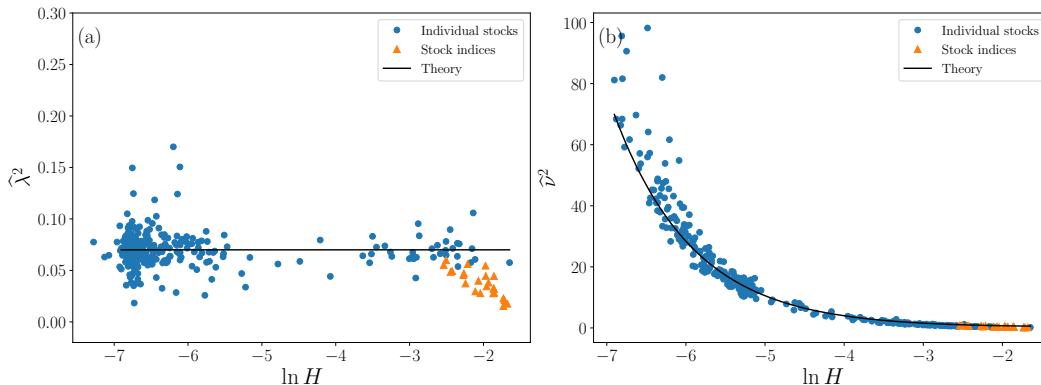 (a)
Individual stocks
Stock indices
Theory
0.30
0.25
0.20
0.15
0.10
0.05
0.00
−7
−6
−5
−4
−3
−2
ln H
λ̂²
(b)
Individual stocks
Stock indices
Theory
100
80
60
40
20
0
−7
−6
−5
−4
−3
−2
ln H
ν̂²